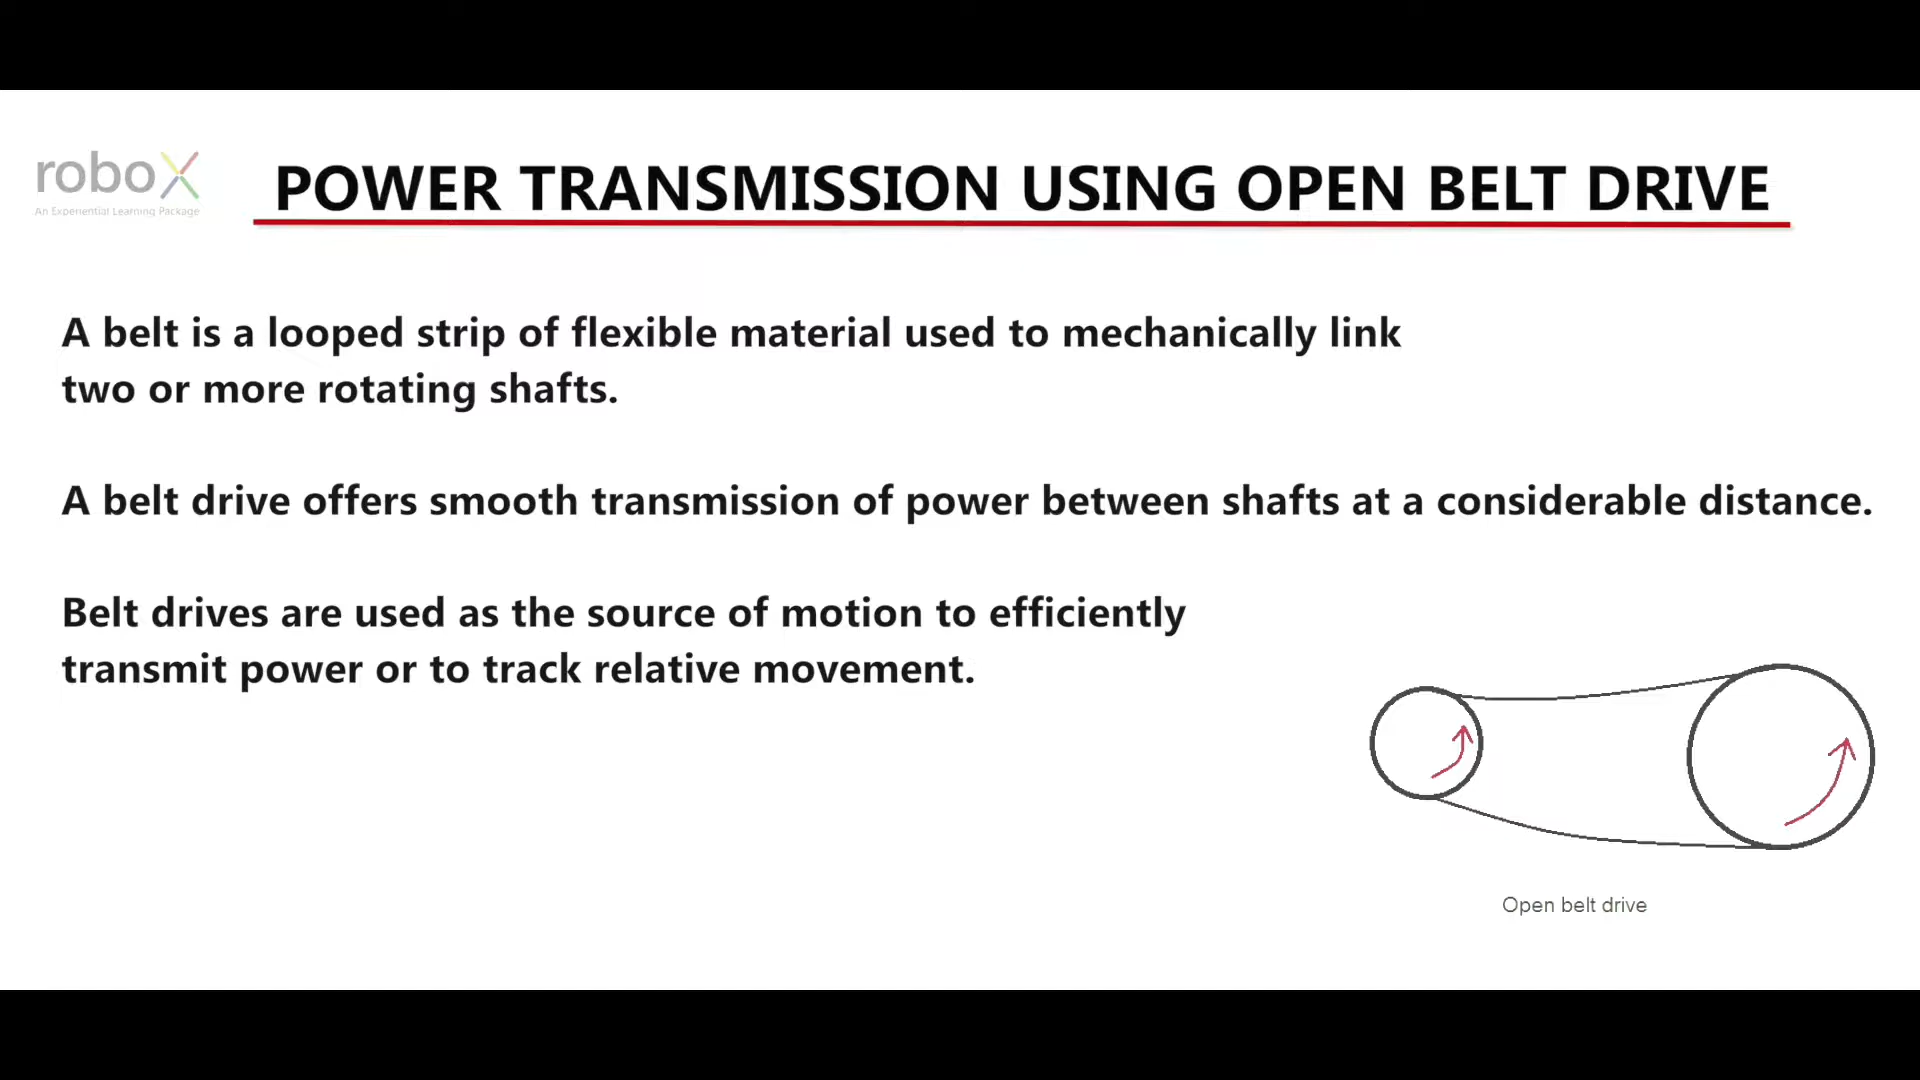 roboX
An Experiential Learning Package
POWER TRANSMISSION USING OPEN BELT DRIVE
A belt is a looped strip of flexible material used to mechanically link
two or more rotating shafts.
A belt drive offers smooth transmission of power between shafts at a considerable distance.
Belt drives are used as the source of motion to efficiently
transmit power or to track relative movement.
Open belt drive